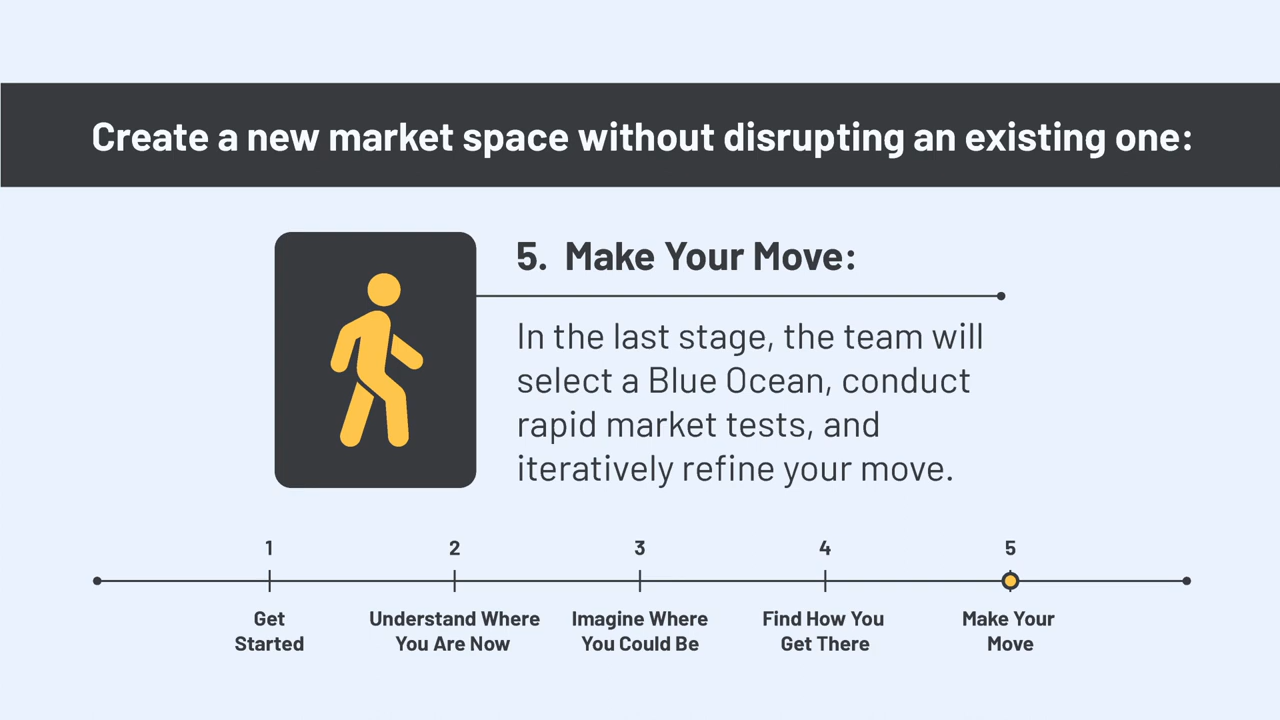 Create a new market space without disrupting an existing one:
5. Make Your Move:
In the last stage, the team will
select a Blue Ocean, conduct
rapid market tests, and
iteratively refine your move.
1
2
3
4
5
Get
Started
Understand Where
You Are Now
Imagine Where
You Could Be
Find How You
Get There
Make Your
Move